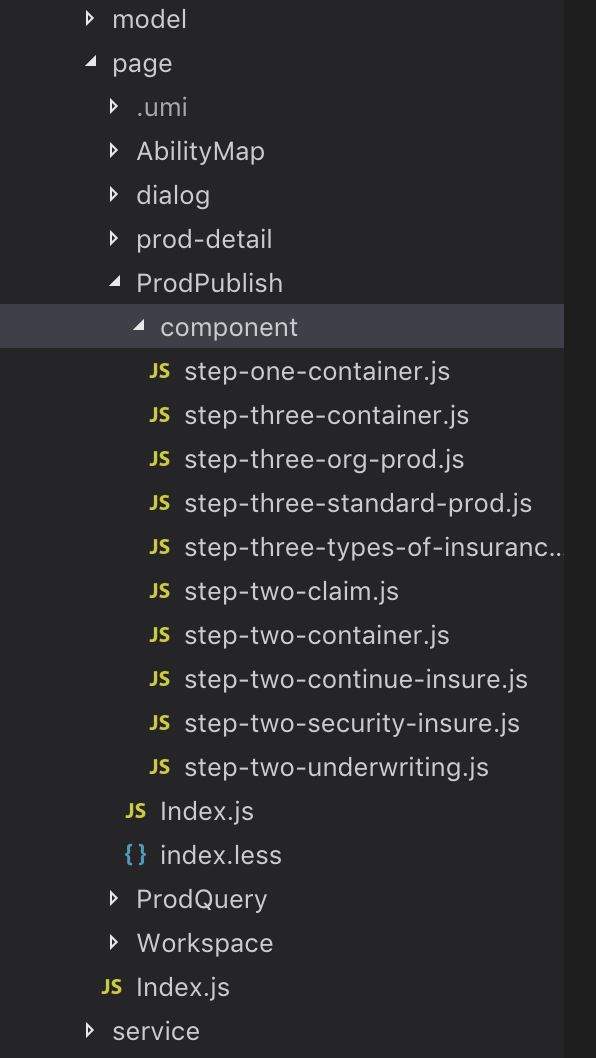 model
page
.umi
AbilityMap
dialog
prod-detail
ProdPublish
component
JS step-one-container.js
JS step-three-container.js
JS step-three-org-prod.js
JS step-three-standard-prod.js
JS step-three-types-of-insuranc...
JS step-two-claim.js
JS step-two-container.js
JS step-two-continue-insure.js
JS step-two-security-insure.js
JS step-two-underwriting.js
JS Index.js
{ } index.less
ProdQuery
Workspace
JS Index.js
service